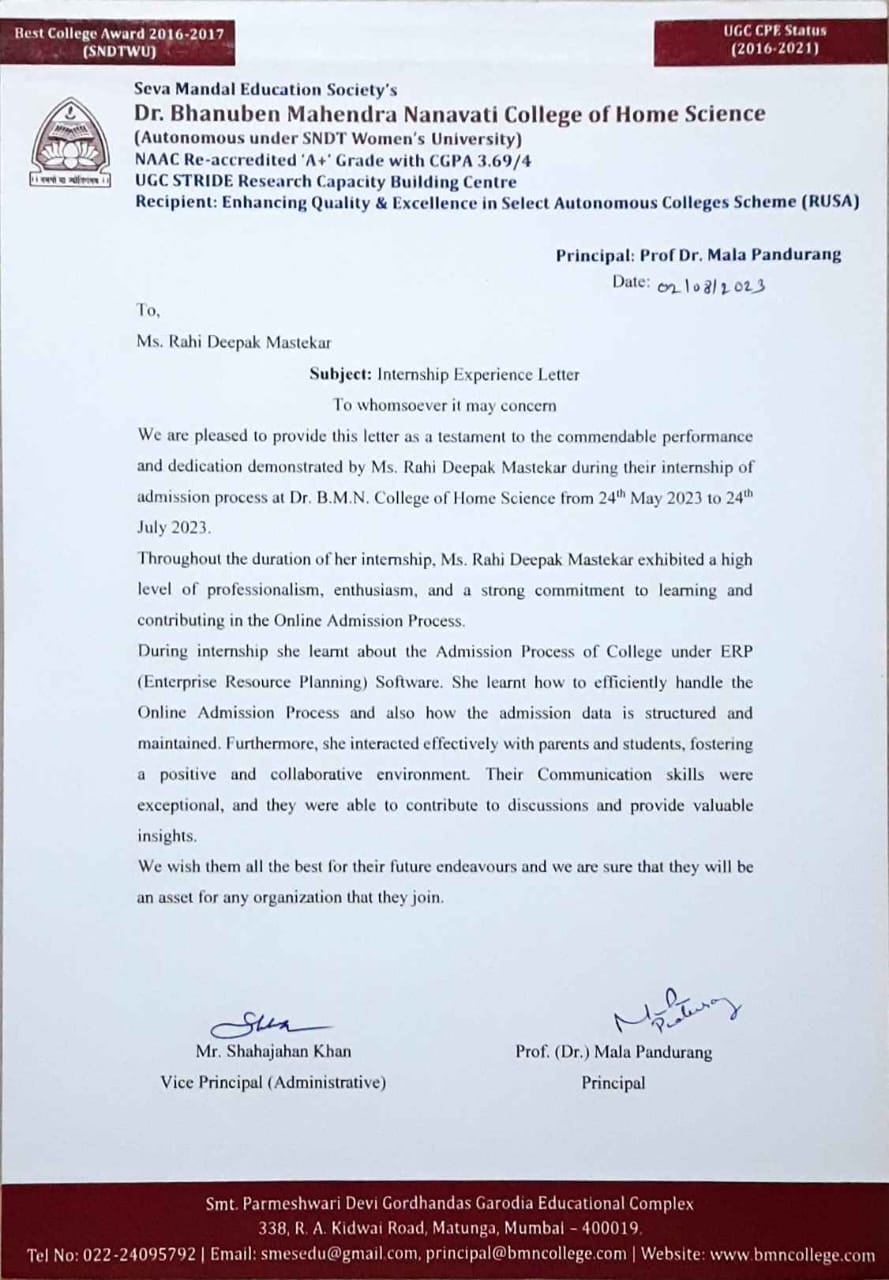 Best College Award 2016-2017
(SNDTWU)
UGC CPE Status
(2016-2021)
Seva Mandal Education Society's
Dr. Bhanuben Mahendra Nanavati College of Home Science
(Autonomous under SNDT Women's University)
NAAC Re-accredited 'A+' Grade with CGPA 3.69/4
UGC STRIDE Research Capacity Building Centre
Recipient: Enhancing Quality & Excellence in Select Autonomous Colleges Scheme (RUSA)
Principal: Prof Dr. Mala Pandurang
Date: 02/08/2023
To,
Ms. Rahi Deepak Mastekar
Subject: Internship Experience Letter
To whomsoever it may concern
We are pleased to provide this letter as a testament to the commendable performance
and dedication demonstrated by Ms. Rahi Deepak Mastekar during their internship of
admission process at Dr. B.M.N. College of Home Science from 24th May 2023 to 24th
July 2023.
Throughout the duration of her internship, Ms. Rahi Deepak Mastekar exhibited a high
level of professionalism, enthusiasm, and a strong commitment to learning and
contributing in the Online Admission Process.
During internship she learnt about the Admission Process of College under ERP
(Enterprise Resource Planning) Software. She learnt how to efficiently handle the
Online Admission Process and also how the admission data is structured and
maintained. Furthermore, she interacted effectively with parents and students, fostering
a positive and collaborative environment. Their Communication skills were
exceptional, and they were able to contribute to discussions and provide valuable
insights.
We wish them all the best for their future endeavours and we are sure that they will be
an asset for any organization that they join.
Mr. Shahajahan Khan
Vice Principal (Administrative)
Prof. (Dr.) Mala Pandurang
Principal
Smt. Parmeshwari Devi Gordhandas Garodia Educational Complex
338, R. A. Kidwai Road, Matunga, Mumbai – 400019.
Tel No: 022-24095792 | Email: smesedu@gmail.com, principal@bmncollege.com | Website: www.bmncollege.com